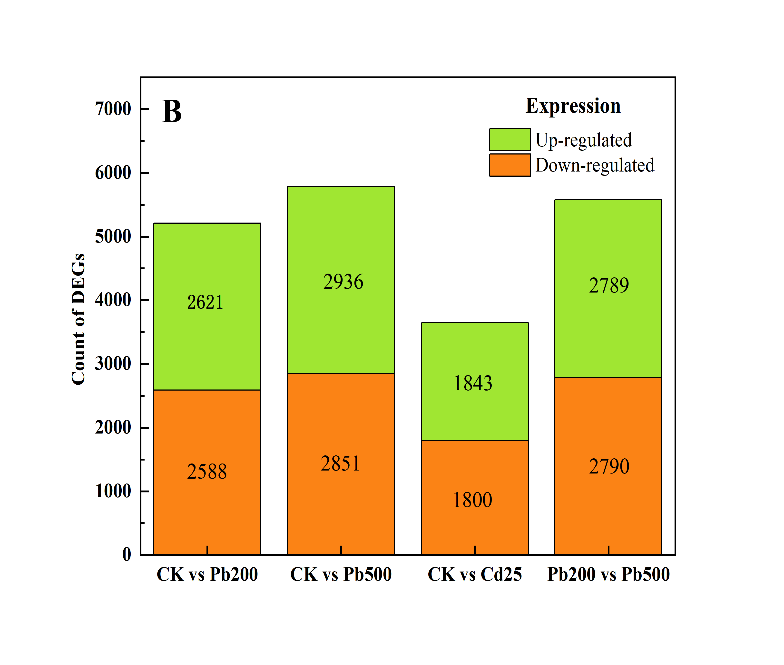 B
Expression
Up-regulated
Down-regulated
Count of DEGs
7000
6000
5000
4000
3000
2000
1000
0
2621
2936
1843
2789
2588
2851
1800
2790
CK vs Pb200
CK vs Pb500
CK vs Cd25
Pb200 vs Pb500